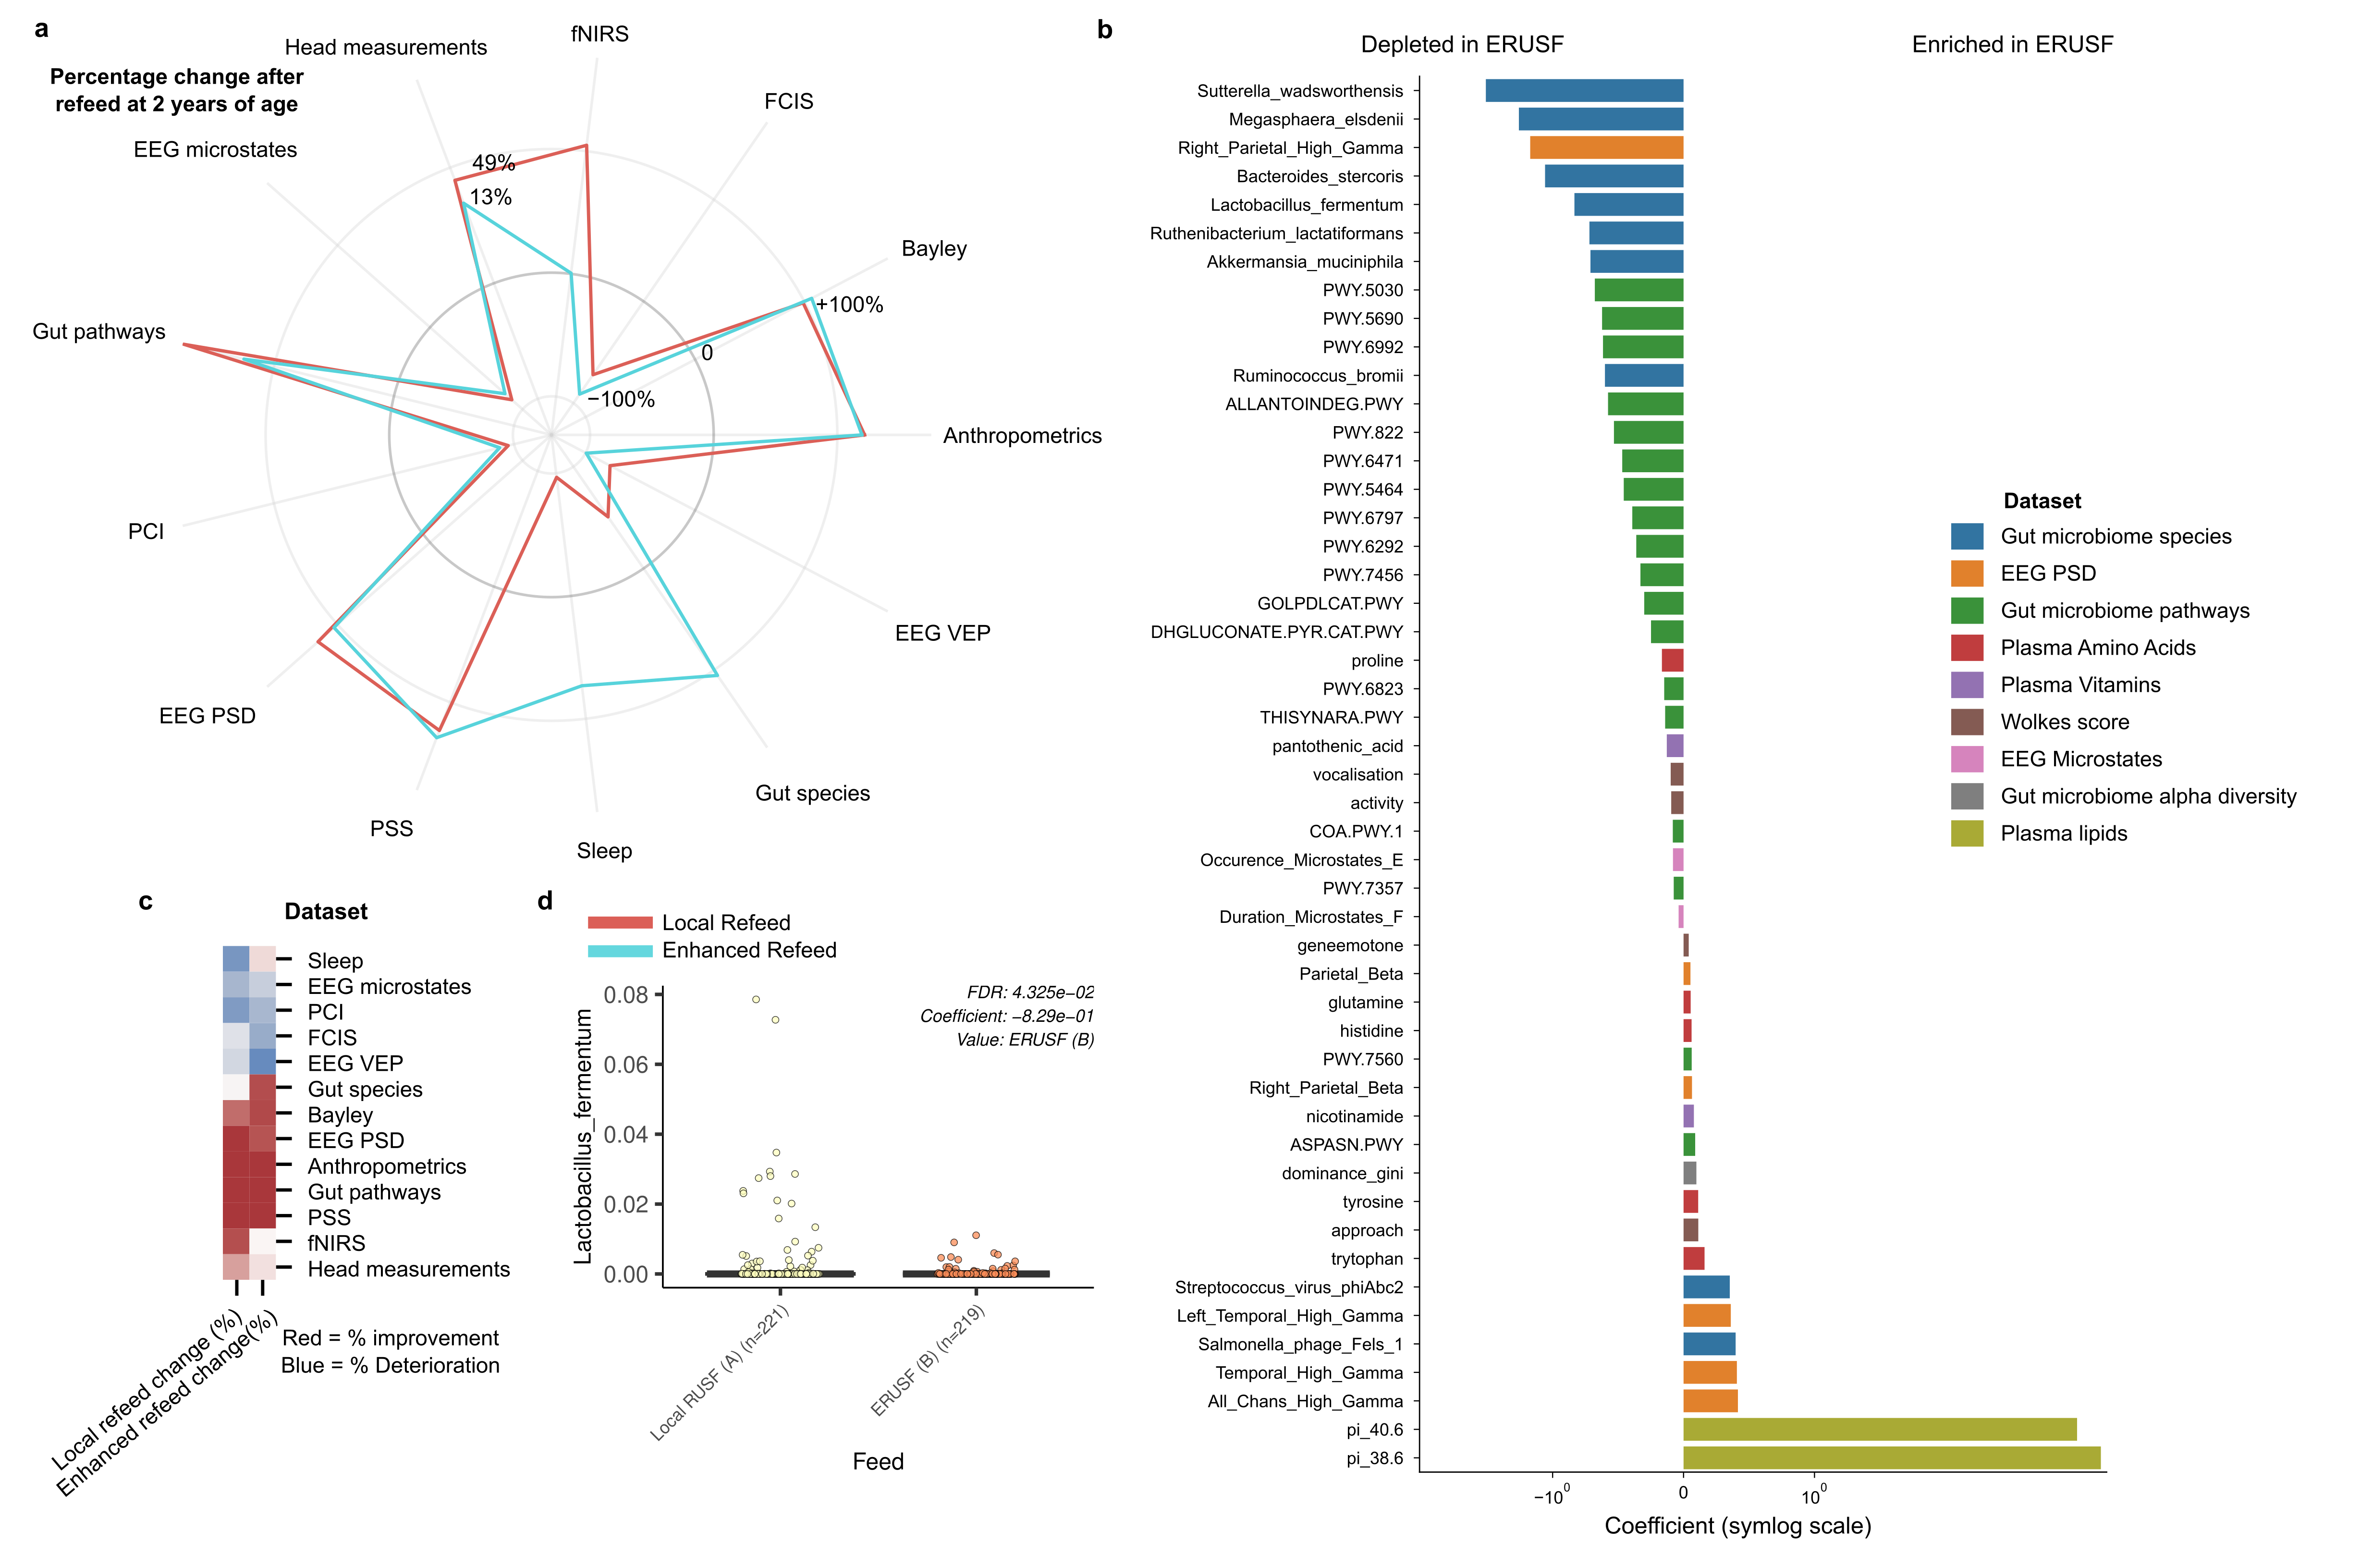 a
Percentage change after
refeed at 2 years of age
fNIRS
Head measurements
FCIS
EEG microstates
49%
13%
Bayley
+100%
0
−100%
Gut pathways
Anthropometrics
PCI
EEG VEP
EEG PSD
Gut species
PSS
Sleep
b
Depleted in ERUSF
Enriched in ERUSF
Sutterella_wadsworthensis
Megasphaera_elsdenii
Right_Parietal_High_Gamma
Bacteroides_stercoris
Lactobacillus_fermentum
Ruthenibacterium_lactatiformans
Akkermansia_muciniphila
PWY.5030
PWY.5690
PWY.6992
Ruminococcus_bromii
ALLANTOINDEG.PWY
PWY.822
PWY.6471
PWY.5464
PWY.6797
PWY.6292
PWY.7456
GOLPDLCAT.PWY
DHGLUCONATE.PYR.CAT.PWY
proline
PWY.6823
THISYNARA.PWY
pantothenic_acid
vocalisation
activity
COA.PWY.1
Occurence_Microstates_E
PWY.7357
Duration_Microstates_F
geneemotone
Parietal_Beta
glutamine
histidine
PWY.7560
Right_Parietal_Beta
nicotinamide
ASPASN.PWY
dominance_gini
tyrosine
approach
trytophan
Streptococcus_virus_phiAbc2
Left_Temporal_High_Gamma
Salmonella_phage_Fels_1
Temporal_High_Gamma
All_Chans_High_Gamma
pi_40.6
pi_38.6
−10⁰
0
10⁰
Coefficient (symlog scale)
Dataset
Gut microbiome species
EEG PSD
Gut microbiome pathways
Plasma Amino Acids
Plasma Vitamins
Wolkes score
EEG Microstates
Gut microbiome alpha diversity
Plasma lipids
c
Dataset
Sleep
EEG microstates
PCI
FCIS
EEG VEP
Gut species
Bayley
EEG PSD
Anthropometrics
Gut pathways
PSS
fNIRS
Head measurements
Local refeed change (%)
Enhanced refeed change(%)
Red = % improvement
Blue = % Deterioration
d
Local Refeed
Enhanced Refeed
FDR: 4.325e−02
Coefficient: −8.29e−01
Value: ERUSF (B)
Lactobacillus_fermentum
0.08
0.06
0.04
0.02
0.00
Local RUSF (A) (n=221)
ERUSF (B) (n=219)
Feed